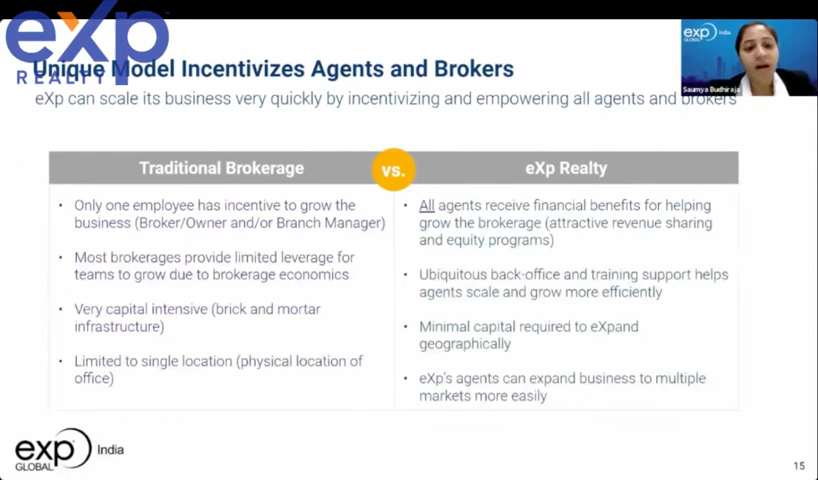 exp
REALTY
Unique Model Incentivizes Agents and Brokers
eXp can scale its business very quickly by incentivizing and empowering all agents and brokers
exp
GLOBAL
India
Saumya Budhiraja
Traditional Brokerage
vs.
eXp Realty
• Only one employee has incentive to grow the
business (Broker/Owner and/or Branch Manager)
• Most brokerages provide limited leverage for
teams to grow due to brokerage economics
• Very capital intensive (brick and mortar
infrastructure)
• Limited to single location (physical location of
office)
• All agents receive financial benefits for helping
grow the brokerage (attractive revenue sharing
and equity programs)
• Ubiquitous back-office and training support helps
agents scale and grow more efficiently
• Minimal capital required to eXpand
geographically
• eXp's agents can expand business to multiple
markets more easily
exp
GLOBAL
India
15